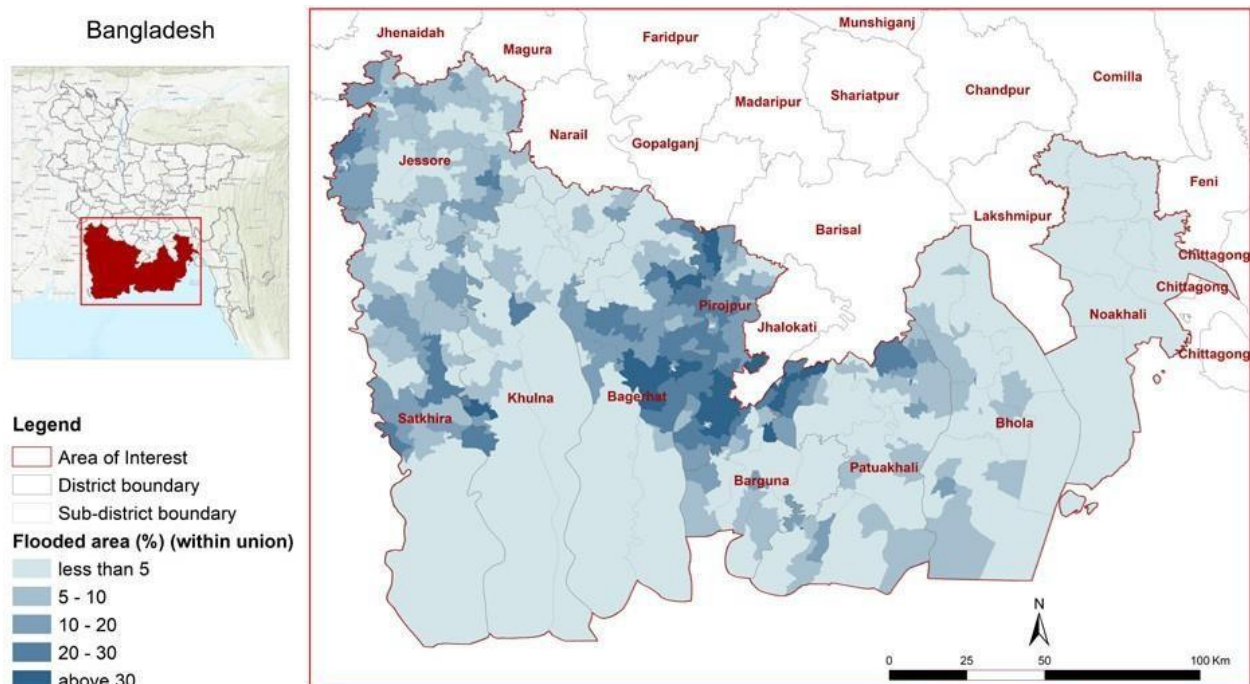 Bangladesh
Legend
Area of Interest
District boundary
Sub-district boundary
Flooded area (%) (within union)
less than 5
5 - 10
10 - 20
20 - 30
above 30
Jhenaidah
Magura
Faridpur
Munshiganj
Madaripur
Shariatpur
Chandpur
Comilla
Narail
Gopalganj
Jessore
Feni
Lakshmipur
Barisal
Chittagong
Chittagong
Pirojpur
Jhalokati
Noakhali
Chittagong
Khulna
Bagerhat
Satkhira
Bhola
Barguna
Patuakhali
N
0 25 50 100 Km